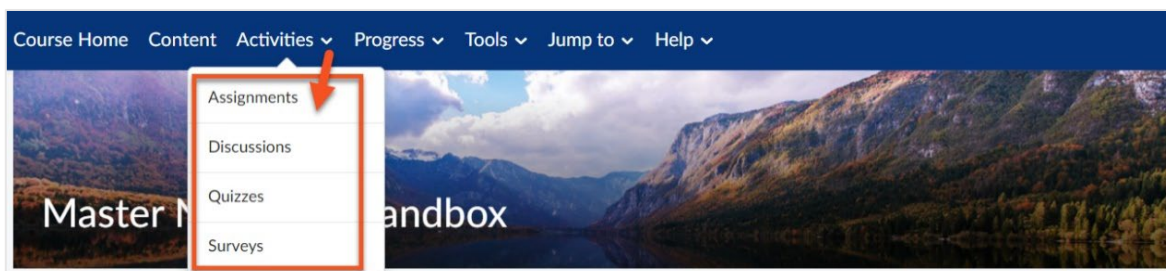 Course Home Content Activities Progress Tools Jump to Help
Assignments
Discussions
Quizzes
Surveys
Master andbox